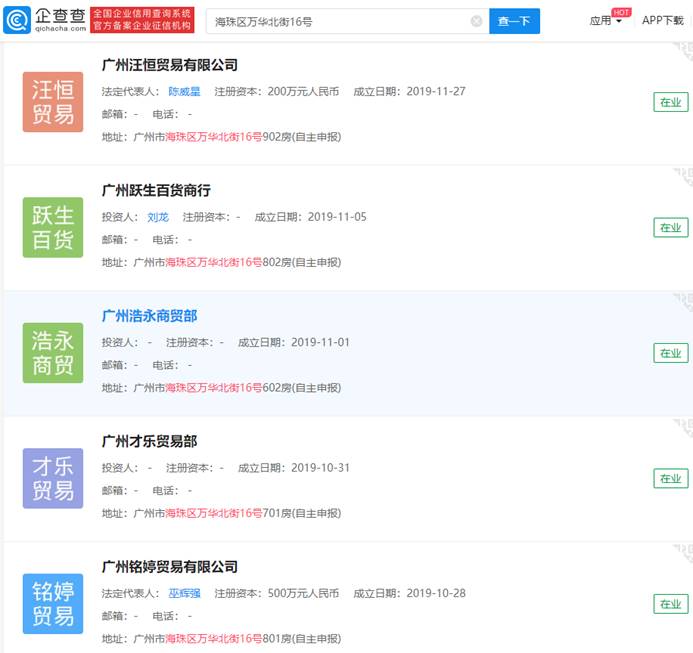 企查查
qichacha.com
全国企业信用查询系统
官方备案企业征信机构
海珠区万华北街16号
查一下
应用
HOT
APP下载
汪恒
贸易
广州汪恒贸易有限公司
法定代表人： 陈威星 注册资本：200万元人民币 成立日期：2019-11-27
邮箱：- 电话：-
地址：广州市海珠区万华北街16号902房(自主申报)
在业
跃生
百货
广州跃生百货商行
投资人： 刘龙 注册资本：- 成立日期：2019-11-05
邮箱：- 电话：-
地址：广州市海珠区万华北街16号802房(自主申报)
在业
浩永
商贸
广州浩永商贸部
投资人： - 注册资本：- 成立日期：2019-11-01
邮箱：- 电话：-
地址：广州市海珠区万华北街16号602房(自主申报)
在业
才乐
贸易
广州才乐贸易部
投资人： - 注册资本：- 成立日期：2019-10-31
邮箱：- 电话：-
地址：广州市海珠区万华北街16号701房(自主申报)
在业
铭婷
贸易
广州铭婷贸易有限公司
法定代表人： 巫辉强 注册资本：500万元人民币 成立日期：2019-10-28
邮箱：- 电话：-
地址：广州市海珠区万华北街16号801房(自主申报)
在业